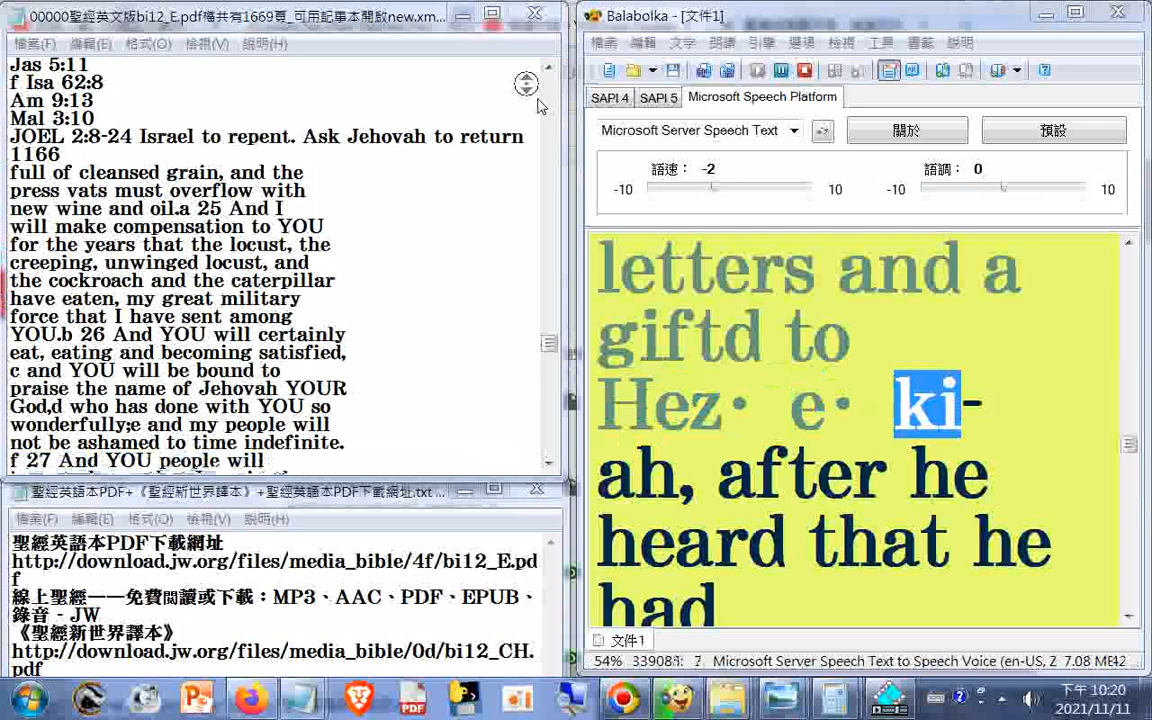 00000聖經英文版bi12_E.pdf檔共有1669頁_可用記事本開啟new.xm...
檔案(F) 編輯(E) 格式(O) 檢視(V) 說明(H)
Jas 5:11
f Isa 62:8
Am 9:13
Mal 3:10
JOEL 2:8-24 Israel to repent. Ask Jehovah to return
1166
full of cleansed grain, and the
press vats must overflow with
new wine and oil.a 25 And I
will make compensation to YOU
for the years that the locust, the
creeping, unwinged locust, and
the cockroach and the caterpillar
have eaten, my great military
force that I have sent among
YOU.b 26 And YOU will certainly
eat, eating and becoming satisfied,
c and YOU will be bound to
praise the name of Jehovah YOUR
God,d who has done with YOU so
wonderfully;e and my people will
not be ashamed to time indefinite.
f 27 And YOU people will
聖經英語本PDF+《聖經新世界譯本》+聖經英語本PDF下載網址.txt ...
檔案(F) 編輯(E) 格式(O) 檢視(V) 說明(H)
聖經英語本PDF下載網址
http://download.jw.org/files/media_bible/4f/bi12_E.pd
f
線上聖經——免費閱讀或下載：MP3、AAC、PDF、EPUB、
錄音 - JW
《聖經新世界譯本》
http://download.jw.org/files/media_bible/0d/bi12_CH.
pdf
Balabolka - [文件1]
檔案 編輯 文字 朗讀 引擎 選項 檢視 工具 書籤 說明
SAPI 4 SAPI 5 Microsoft Speech Platform
Microsoft Server Speech Text 關於 預設
語速： -2 語調： 0
-10 10 -10 10
letters and a
giftd to
Hez· e· ki-
ah, after he
heard that he
had
文件1
54% Microsoft Server Speech Text to Speech Voice (en-US, Z 7.08 ME
下午 10:20
2021/11/11